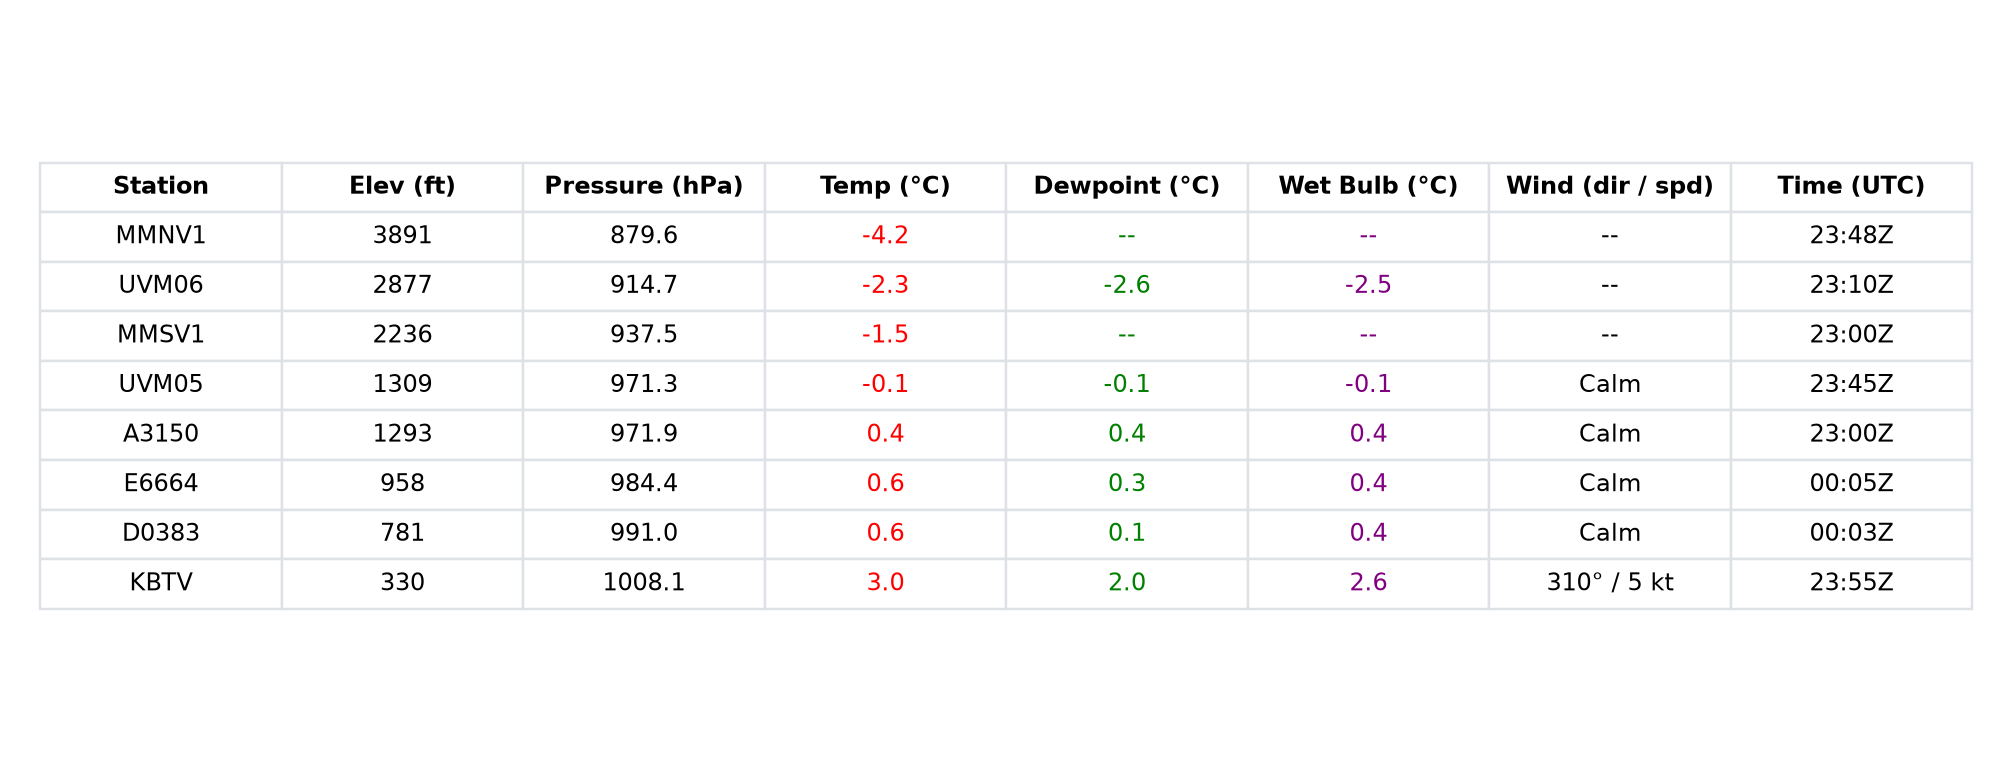 Station Elev (ft) Pressure (hPa) Temp (°C) Dewpoint (°C) Wet Bulb (°C) Wind (dir / spd) Time (UTC)
MMNV1 3891 879.6 -4.2 -- -- -- 23:48Z
UVM06 2877 914.7 -2.3 -2.6 -2.5 -- 23:10Z
MMSV1 2236 937.5 -1.5 -- -- -- 23:00Z
UVM05 1309 971.3 -0.1 -0.1 -0.1 Calm 23:45Z
A3150 1293 971.9 0.4 0.4 0.4 Calm 23:00Z
E6664 958 984.4 0.6 0.3 0.4 Calm 00:05Z
D0383 781 991.0 0.6 0.1 0.4 Calm 00:03Z
KBTV 330 1008.1 3.0 2.0 2.6 310° / 5 kt 23:55Z